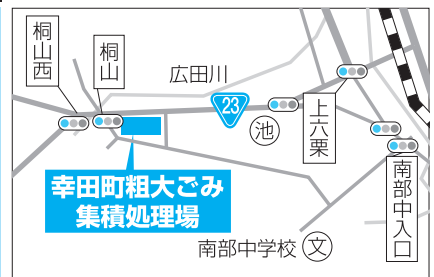 桐山西
桐山
広田川
23
池
上六栗
幸田町粗大ごみ
集積処理場
南部中学校
文
南部中入口